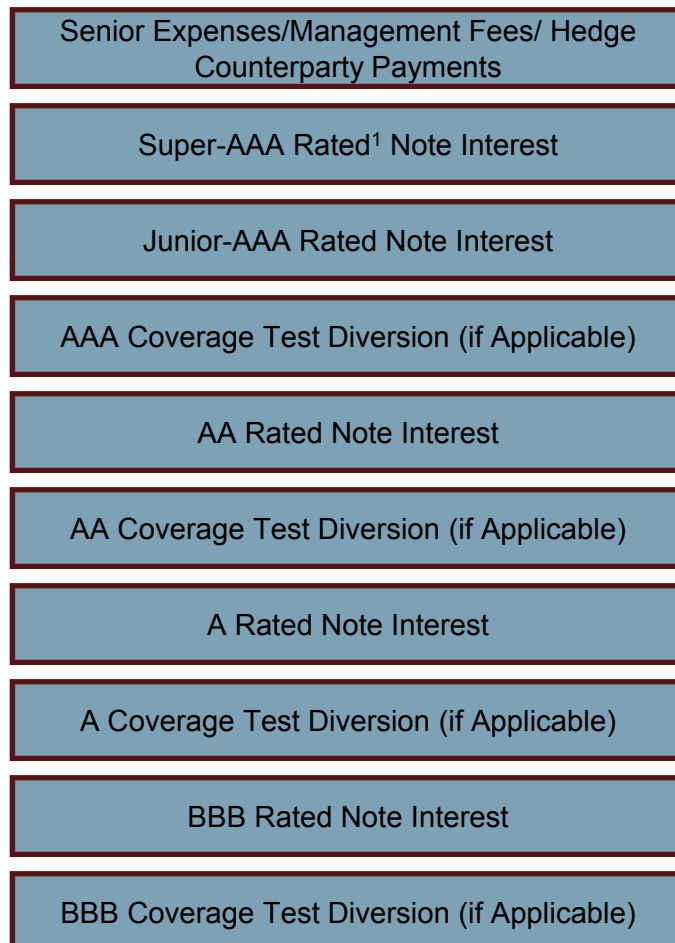 Senior Expenses/Management Fees/ Hedge
Counterparty Payments
Super-AAA Rated¹ Note Interest
Junior-AAA Rated Note Interest
AAA Coverage Test Diversion (if Applicable)
AA Rated Note Interest
AA Coverage Test Diversion (if Applicable)
A Rated Note Interest
A Coverage Test Diversion (if Applicable)
BBB Rated Note Interest
BBB Coverage Test Diversion (if Applicable)